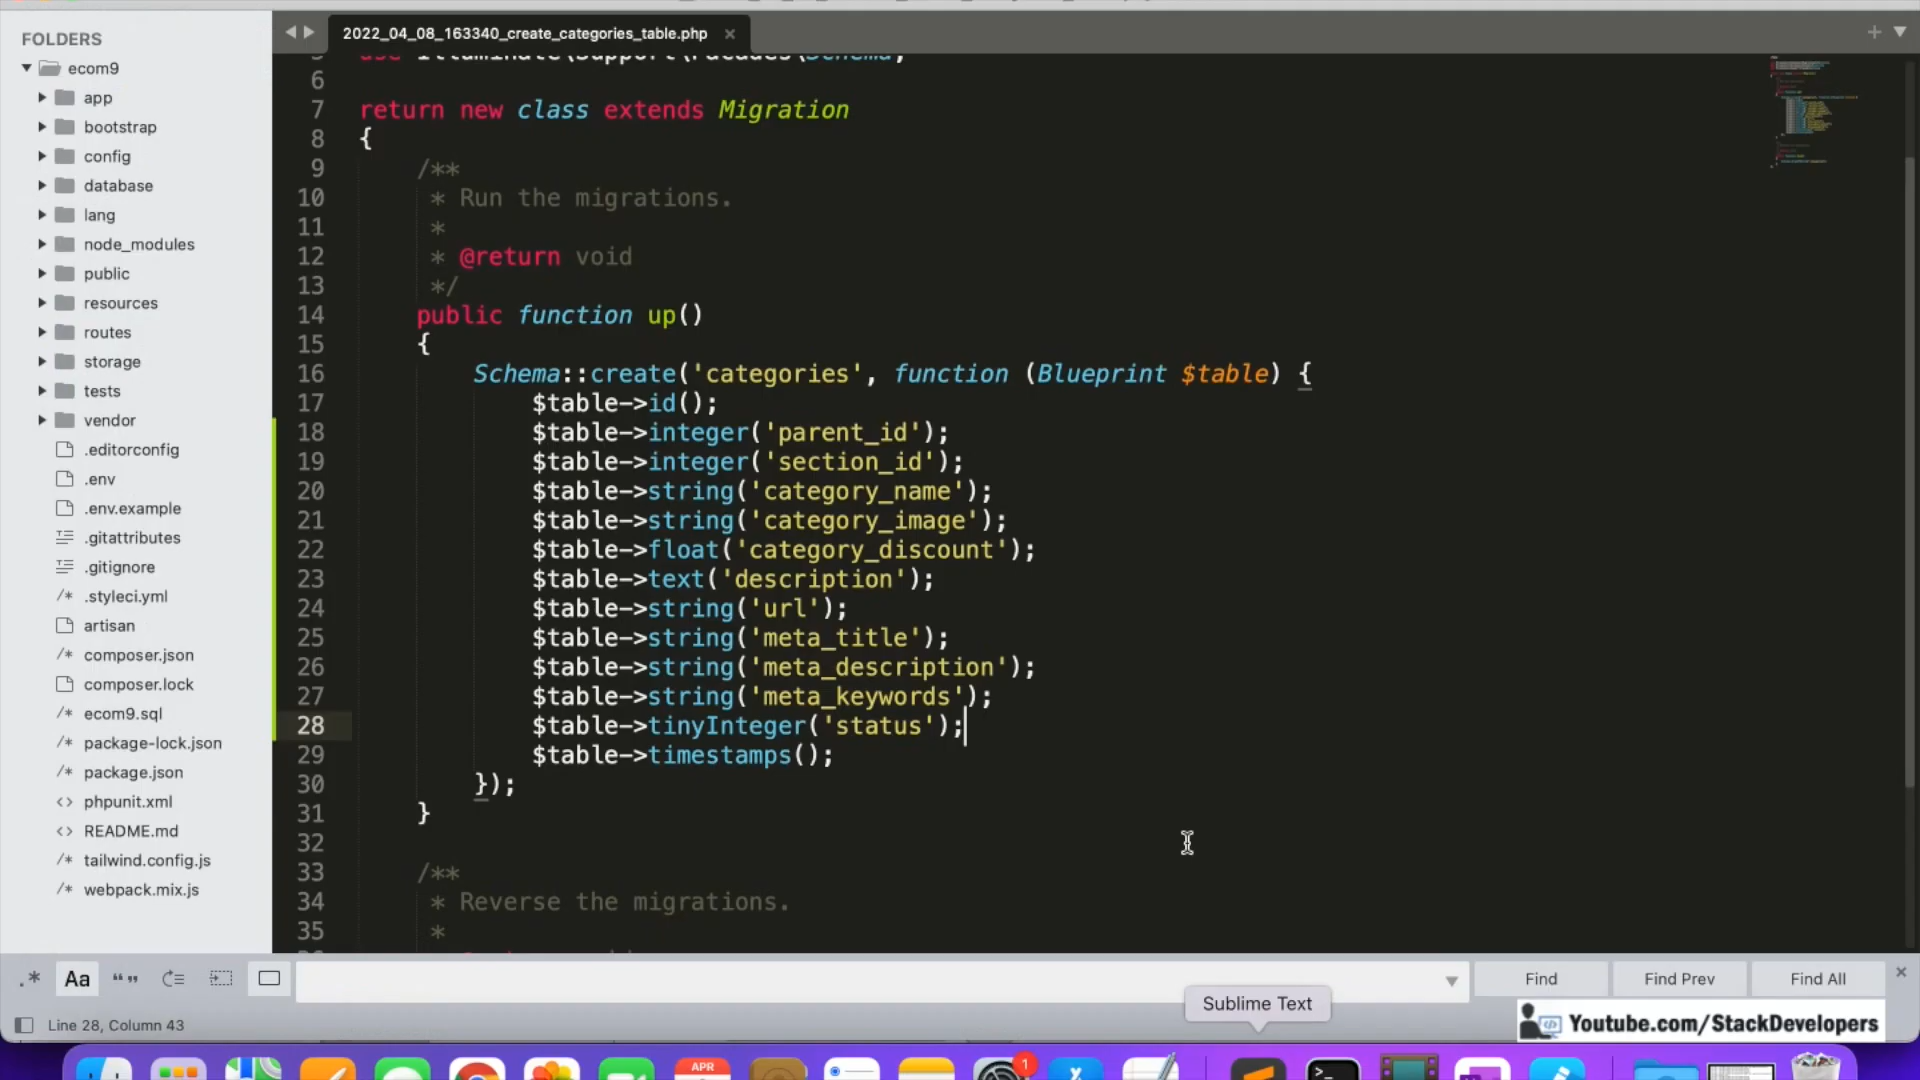 FOLDERS
ecom9
app
bootstrap
config
database
lang
node_modules
public
resources
routes
storage
tests
vendor
.editorconfig
.env
.env.example
.gitattributes
.gitignore
/* .styleci.yml
artisan
/* composer.json
composer.lock
/* ecom9.sql
/* package-lock.json
/* package.json
<> phpunit.xml
<> README.md
/* tailwind.config.js
/* webpack.mix.js
2022_04_08_163340_create_categories_table.php ×
use Illuminate\Support\Facades\Schema;
6
7 return new class extends Migration
8 {
9 /**
10 * Run the migrations.
11 *
12 * @return void
13 */
14 public function up()
15 {
16 Schema::create('categories', function (Blueprint $table) {
17 $table->id();
18 $table->integer('parent_id');
19 $table->integer('section_id');
20 $table->string('category_name');
21 $table->string('category_image');
22 $table->float('category_discount');
23 $table->text('description');
24 $table->string('url');
25 $table->string('meta_title');
26 $table->string('meta_description');
27 $table->string('meta_keywords');
28 $table->tinyInteger('status');
29 $table->timestamps();
30 });
31 }
32
33 /**
34 * Reverse the migrations.
35 *
.* Aa “” Find Find Prev Find All ×
Sublime Text
Line 28, Column 43
Youtube.com/StackDevelopers
APR
1